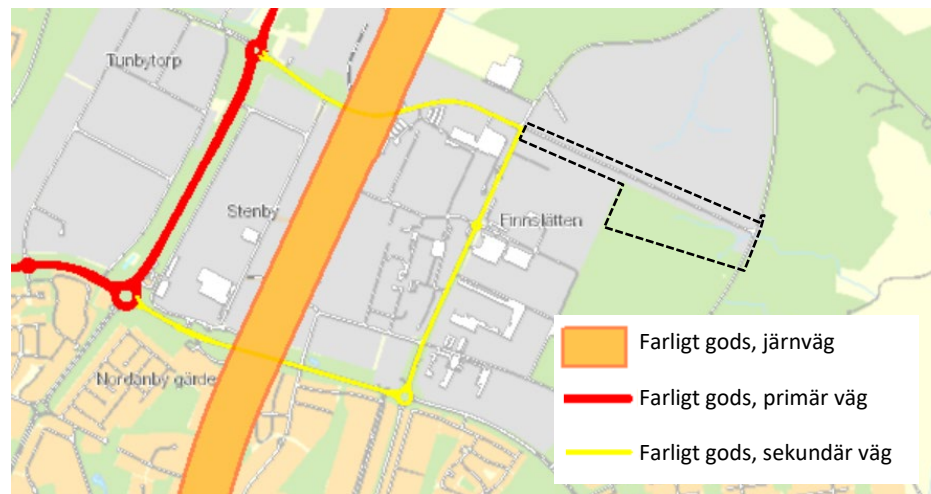 Tunbytorp
Stenby
Finnslätten
Nordanby gärde
Farligt gods, järnväg
Farligt gods, primär väg
Farligt gods, sekundär väg